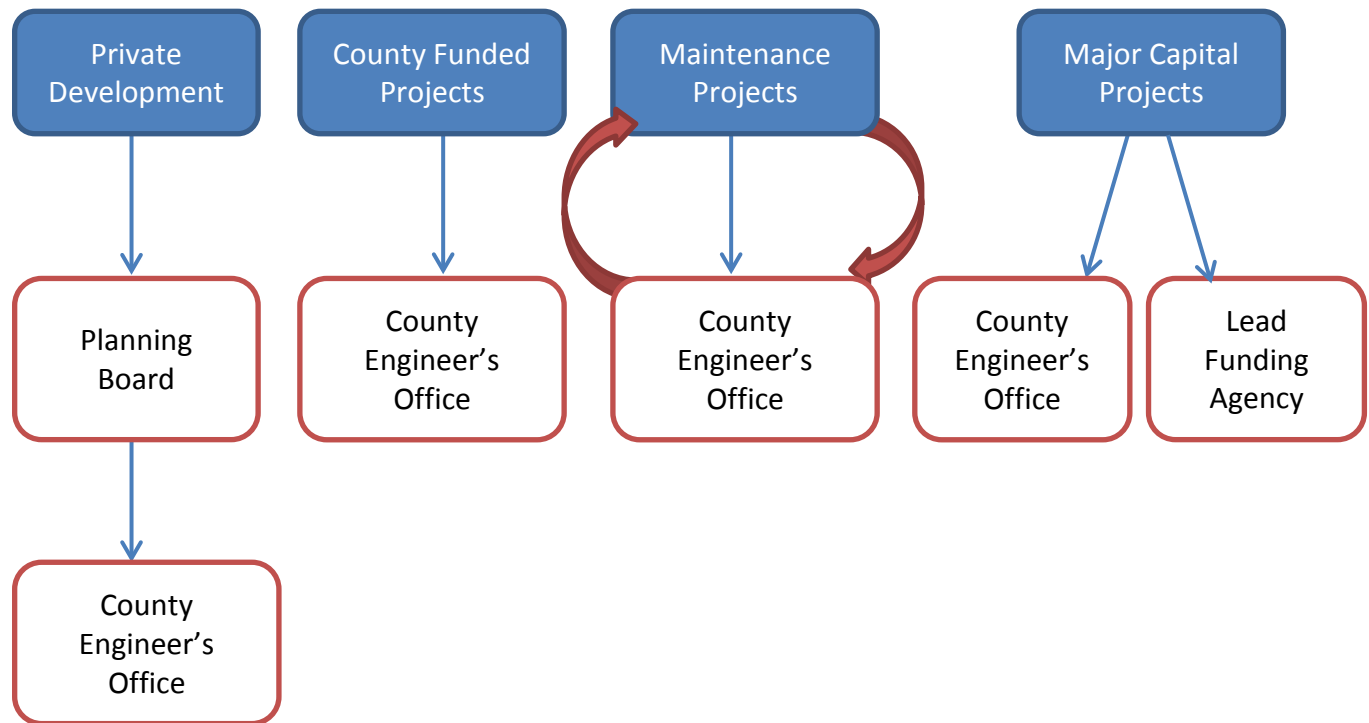 Private
Development
County Funded
Projects
Maintenance
Projects
Major Capital
Projects
Planning
Board
County
Engineer’s
Office
County
Engineer’s
Office
County
Engineer’s
Office
Lead
Funding
Agency
County
Engineer’s
Office